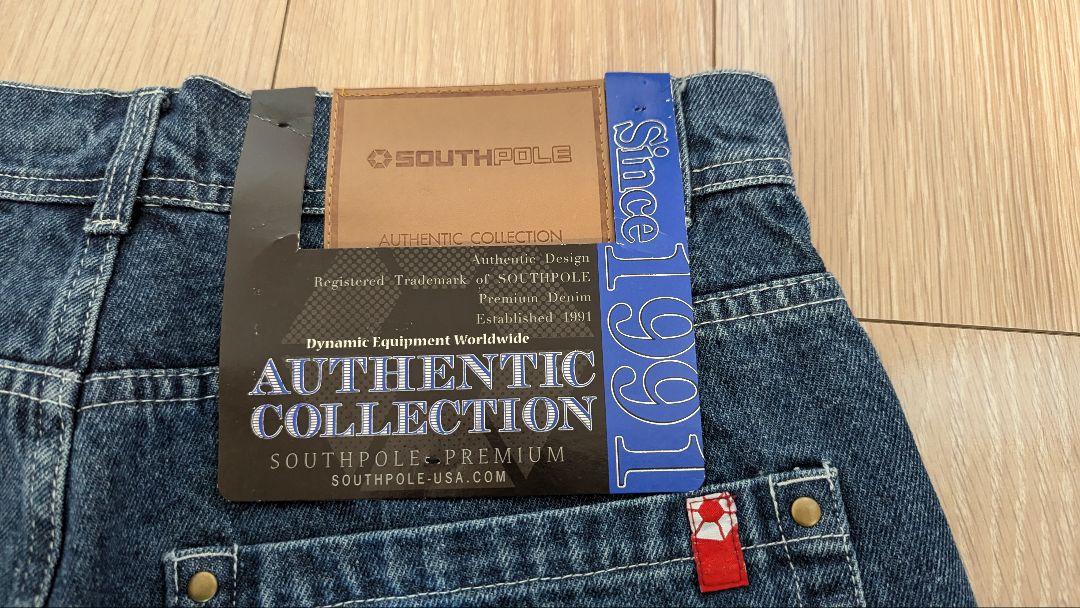 SOUTHPOLE
AUTHENTIC COLLECTION
Authentic Design
Registered Trademark of SOUTHPOLE
Premium Denim
Established 1991
Dynamic Equipment Worldwide
AUTHENTIC
COLLECTION
SOUTHPOLE-PREMIUM
SOUTHPOLE-USA.COM
Since 1991